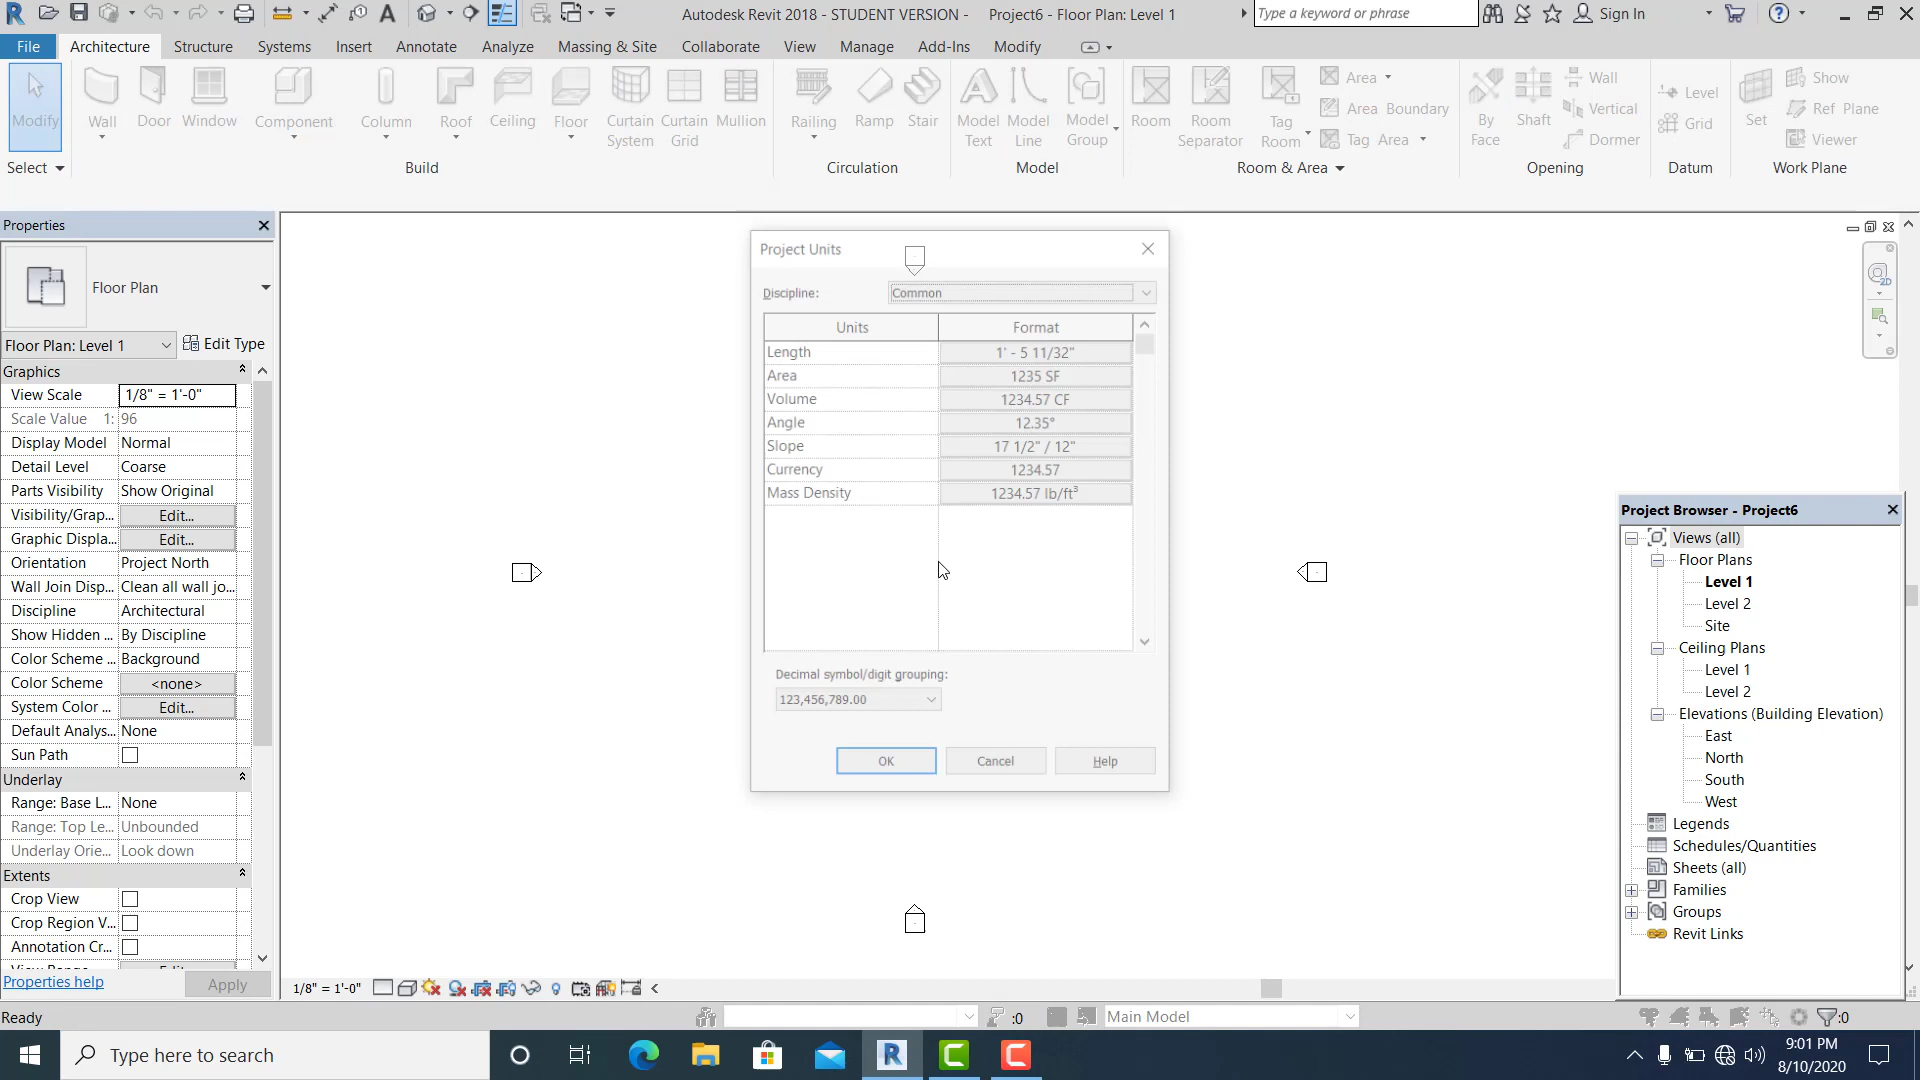 Autodesk Revit 2018 - STUDENT VERSION - Project6 - Floor Plan: Level 1
Type a keyword or phrase
Sign In
File Architecture Structure Systems Insert Annotate Analyze Massing & Site Collaborate View Manage Add-Ins Modify
Modify
Wall
Door
Window
Component
Column
Roof
Ceiling
Floor
Curtain System
Curtain Grid
Mullion
Railing
Ramp
Stair
Model Text
Model Line
Model Group
Room
Room Separator
Tag Room
Area
Area Boundary
Tag Area
By Face
Shaft
Wall
Vertical
Dormer
Level
Grid
Set
Show
Ref Plane
Viewer
Select Build Circulation Model Room & Area Opening Datum Work Plane
Properties
Floor Plan
Floor Plan: Level 1 Edit Type
Graphics
View Scale 1/8" = 1'-0"
Scale Value 1: 96
Display Model Normal
Detail Level Coarse
Parts Visibility Show Original
Visibility/Grap... Edit...
Graphic Displa... Edit...
Orientation Project North
Wall Join Disp... Clean all wall jo...
Discipline Architectural
Show Hidden ... By Discipline
Color Scheme ... Background
Color Scheme <none>
System Color ... Edit...
Default Analys... None
Sun Path
Underlay
Range: Base L... None
Range: Top Le... Unbounded
Underlay Orie... Look down
Extents
Crop View
Crop Region V...
Annotation Cr...
Properties help Apply
Project Units
Discipline: Common
Units Format
Length 1' - 5 11/32"
Area 1235 SF
Volume 1234.57 CF
Angle 12.35°
Slope 17 1/2" / 12"
Currency 1234.57
Mass Density 1234.57 lb/ft³
Decimal symbol/digit grouping:
123,456,789.00
OK Cancel Help
Project Browser - Project6
Views (all)
Floor Plans
Level 1
Level 2
Site
Ceiling Plans
Level 1
Level 2
Elevations (Building Elevation)
East
North
South
West
Legends
Schedules/Quantities
Sheets (all)
Families
Groups
Revit Links
1/8" = 1'-0"
Ready
:0
Main Model
:0
Type here to search
9:01 PM
8/10/2020